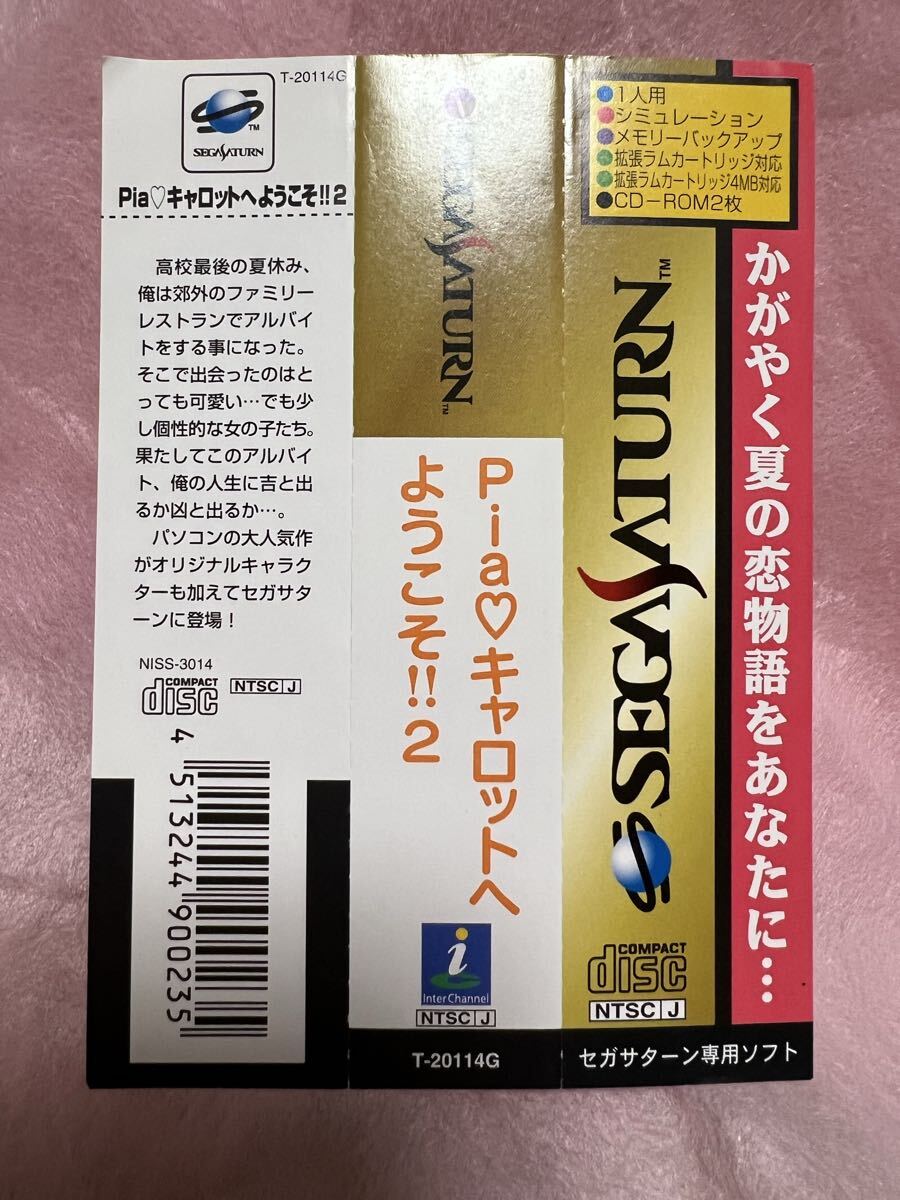 T-20114G
SEGA SATURN
TM
Pia♡キャロットへようこそ!!2
高校最後の夏休み、
俺は郊外のファミリー
レストランでアルバイ
トをする事になった。
そこで出会ったのはと
っても可愛い…でも少
し個性的な女の子たち。
果たしてこのアルバイ
ト、俺の人生に吉と出
るか凶と出るか…。
パソコンの大人気作
がオリジナルキャラク
ターも加えてセガサタ
ーンに登場！
NISS-3014
COMPACT
disc
NTSC J
4 513244 900235
SEGA SATURN
TM
Pia♡キャロットへ
ようこそ!!2
i
Inter Channel
NTSC J
T-20114G
●1人用
●シミュレーション
●メモリーバックアップ
●拡張ラムカートリッジ対応
●拡張ラムカートリッジ4MB対応
●CD-ROM2枚
SEGA SATURN
TM
COMPACT
disc
NTSC J
かがやく夏の恋物語をあなたに…
セガサターン専用ソフト